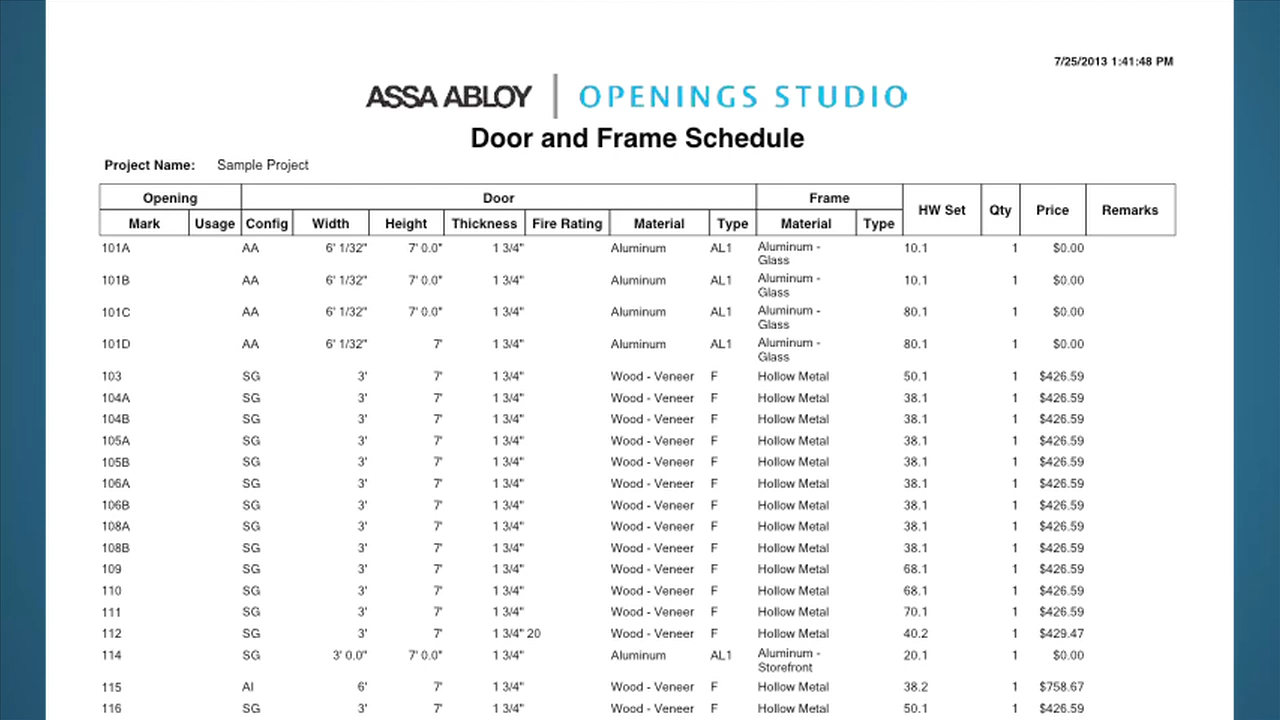 7/25/2013 1:41:48 PM
ASSA ABLOY | OPENINGS STUDIO
Door and Frame Schedule
Project Name: Sample Project
Opening Door Frame HW Set Qty Price Remarks
Mark Usage Config Width Height Thickness Fire Rating Material Type Material Type
101A AA 6' 1/32" 7' 0.0" 1 3/4" Aluminum AL1 Aluminum - 10.1 1 $0.00
Glass
101B AA 6' 1/32" 7' 0.0" 1 3/4" Aluminum AL1 Aluminum - 10.1 1 $0.00
Glass
101C AA 6' 1/32" 7' 0.0" 1 3/4" Aluminum AL1 Aluminum - 80.1 1 $0.00
Glass
101D AA 6' 1/32" 7' 1 3/4" Aluminum AL1 Aluminum - 80.1 1 $0.00
Glass
103 SG 3' 7' 1 3/4" Wood - Veneer F Hollow Metal 50.1 1 $426.59
104A SG 3' 7' 1 3/4" Wood - Veneer F Hollow Metal 38.1 1 $426.59
104B SG 3' 7' 1 3/4" Wood - Veneer F Hollow Metal 38.1 1 $426.59
105A SG 3' 7' 1 3/4" Wood - Veneer F Hollow Metal 38.1 1 $426.59
105B SG 3' 7' 1 3/4" Wood - Veneer F Hollow Metal 38.1 1 $426.59
106A SG 3' 7' 1 3/4" Wood - Veneer F Hollow Metal 38.1 1 $426.59
106B SG 3' 7' 1 3/4" Wood - Veneer F Hollow Metal 38.1 1 $426.59
108A SG 3' 7' 1 3/4" Wood - Veneer F Hollow Metal 38.1 1 $426.59
108B SG 3' 7' 1 3/4" Wood - Veneer F Hollow Metal 38.1 1 $426.59
109 SG 3' 7' 1 3/4" Wood - Veneer F Hollow Metal 68.1 1 $426.59
110 SG 3' 7' 1 3/4" Wood - Veneer F Hollow Metal 68.1 1 $426.59
111 SG 3' 7' 1 3/4" Wood - Veneer F Hollow Metal 70.1 1 $426.59
112 SG 3' 7' 1 3/4" 20 Wood - Veneer F Hollow Metal 40.2 1 $429.47
114 SG 3' 0.0" 7' 0.0" 1 3/4" Aluminum AL1 Aluminum - 20.1 1 $0.00
Storefront
115 AI 6' 7' 1 3/4" Wood - Veneer F Hollow Metal 38.2 1 $758.67
116 SG 3' 7' 1 3/4" Wood - Veneer F Hollow Metal 50.1 1 $426.59